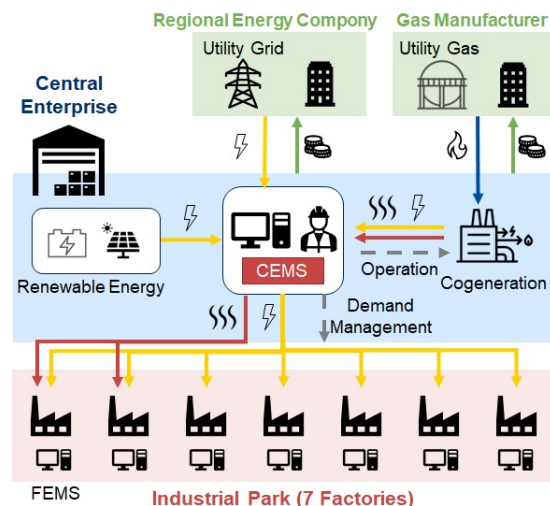 Regional Energy Compony
Gas Manufacturer
Utility Grid
Utility Gas
Central
Enterprise
CEMS
Renewable Energy
Operation
Cogeneration
Demand
Management
FEMS
Industrial Park (7 Factories)